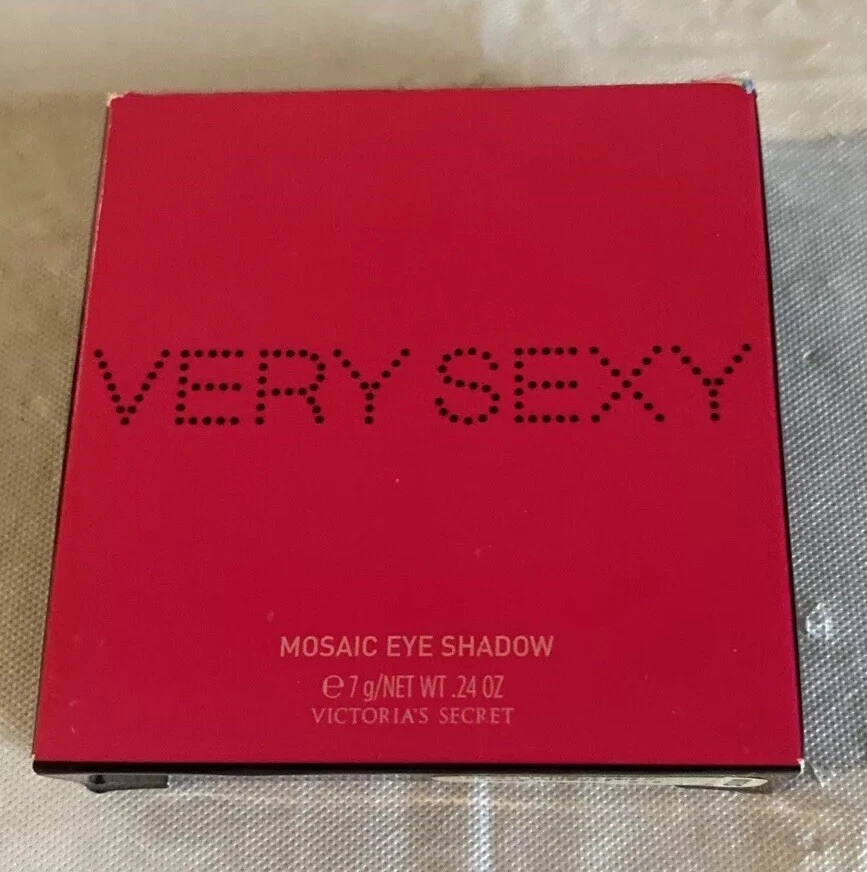 VERY SEXY
MOSAIC EYE SHADOW
℮ 7 g/NET WT .24 OZ
VICTORIA'S SECRET